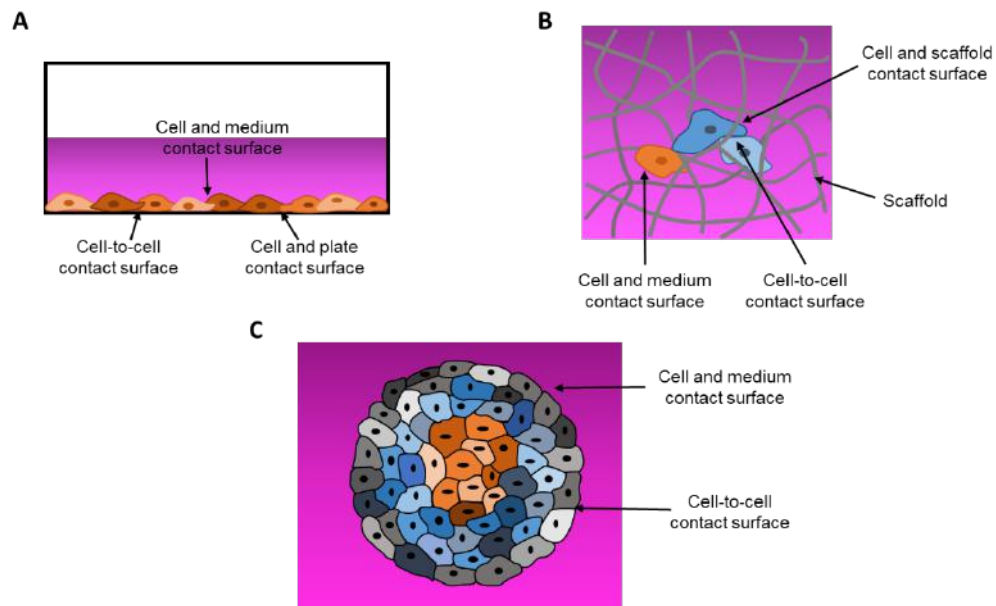 A
Cell and medium
contact surface
Cell-to-cell
contact surface
Cell and plate
contact surface
B
Cell and scaffold
contact surface
Scaffold
Cell and medium
contact surface
Cell-to-cell
contact surface
C
Cell and medium
contact surface
Cell-to-cell
contact surface